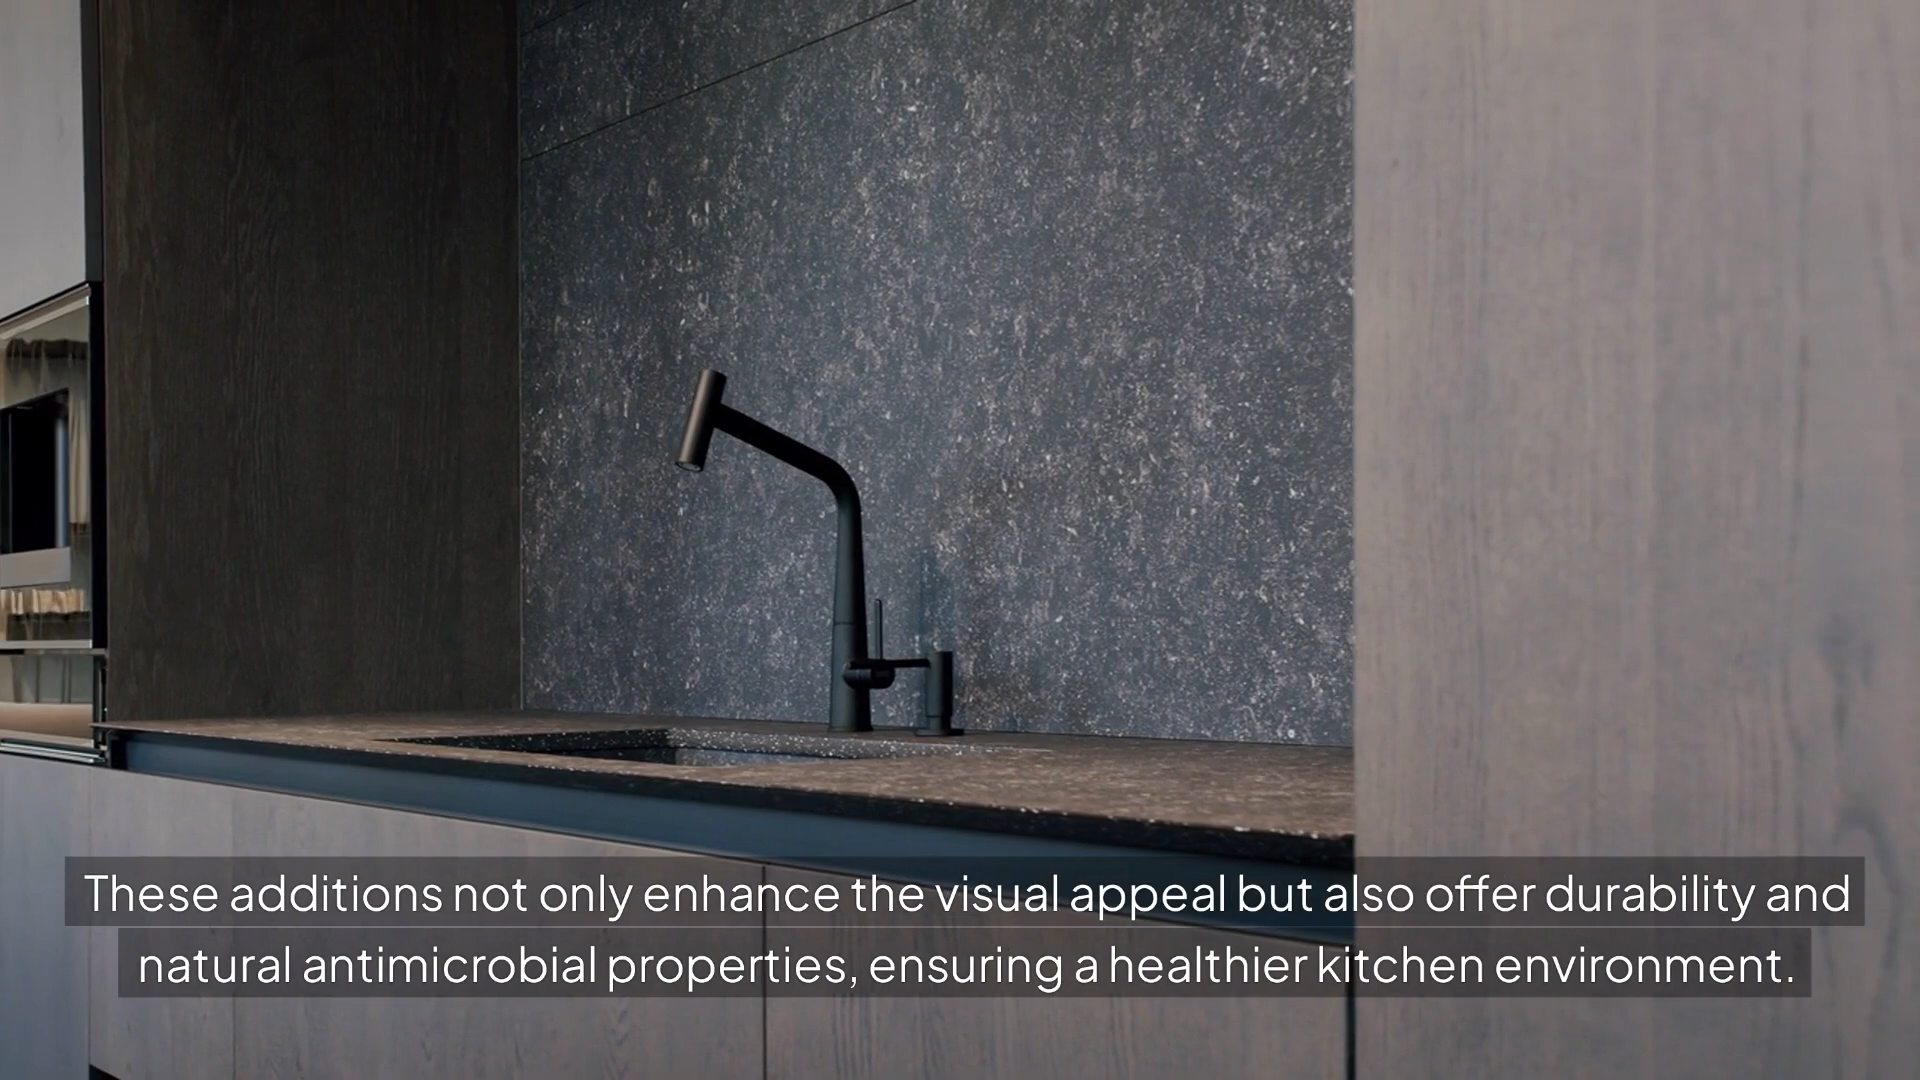 These additions not only enhance the visual appeal but also offer durability and
natural antimicrobial properties, ensuring a healthier kitchen environment.